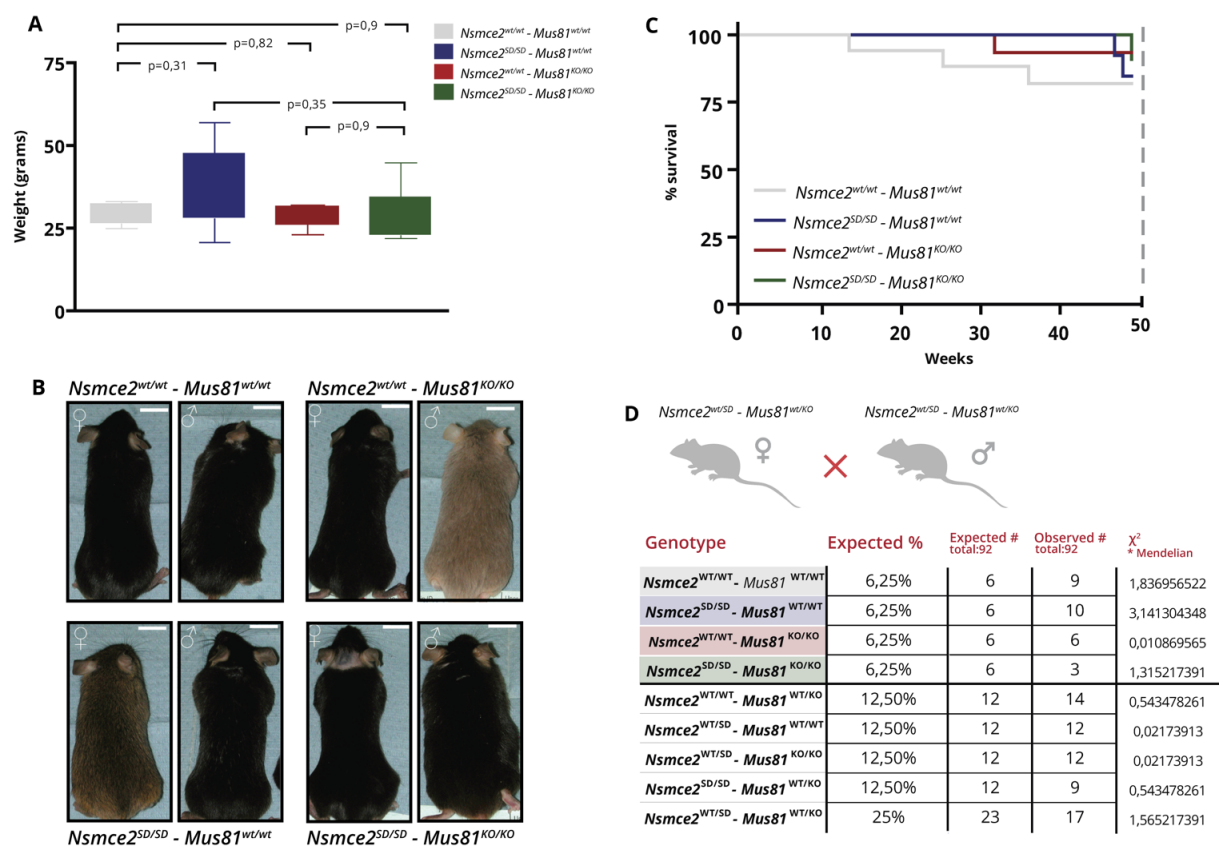 A
p=0,9
p=0,82
p=0,31
p=0,35
p=0,9
Nsmce2wt/wt - Mus81wt/wt
Nsmce2SD/SD - Mus81wt/wt
Nsmce2wt/wt - Mus81KO/KO
Nsmce2SD/SD - Mus81KO/KO
Weight (grams)
75
50
25
0
B
Nsmce2wt/wt - Mus81wt/wt
Nsmce2wt/wt - Mus81KO/KO
♀ ♂ ♀ ♂
♀ ♂ ♀ ♂
Nsmce2SD/SD - Mus81wt/wt
Nsmce2SD/SD - Mus81KO/KO
C
% survival
100
75
50
25
0
Nsmce2wt/wt - Mus81wt/wt
Nsmce2SD/SD - Mus81wt/wt
Nsmce2wt/wt - Mus81KO/KO
Nsmce2SD/SD - Mus81KO/KO
0 10 20 30 40 50
Weeks
D
Nsmce2wt/SD - Mus81wt/KO Nsmce2wt/SD - Mus81wt/KO
♀ ♂
Genotype Expected % Expected # total:92 Observed # total:92 χ² * Mendelian
Nsmce2WT/WT - Mus81 WT/WT 6,25% 6 9 1,836956522
Nsmce2SD/SD - Mus81 WT/WT 6,25% 6 10 3,141304348
Nsmce2WT/WT - Mus81 KO/KO 6,25% 6 6 0,010869565
Nsmce2SD/SD - Mus81 KO/KO 6,25% 6 3 1,315217391
Nsmce2WT/WT - Mus81 WT/KO 12,50% 12 14 0,543478261
Nsmce2WT/SD - Mus81 WT/WT 12,50% 12 12 0,02173913
Nsmce2WT/SD - Mus81 KO/KO 12,50% 12 12 0,02173913
Nsmce2SD/SD - Mus81 WT/KO 12,50% 12 9 0,543478261
Nsmce2WT/SD - Mus81 WT/KO 25% 23 17 1,565217391